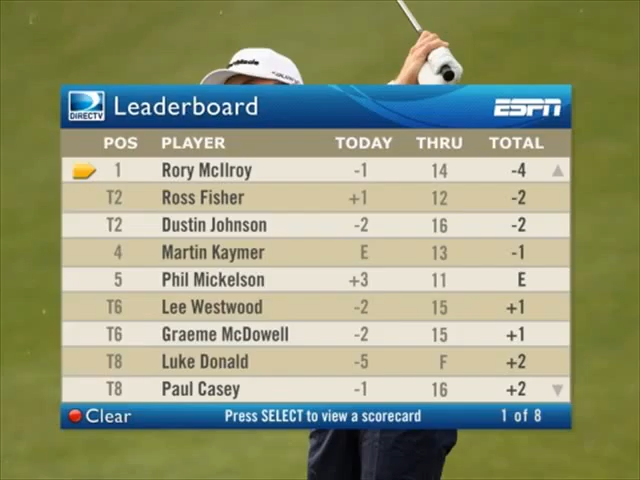 TaylorMade
DIRECTV Leaderboard ESPN
POS PLAYER TODAY THRU TOTAL
1 Rory McIlroy -1 14 -4
T2 Ross Fisher +1 12 -2
T2 Dustin Johnson -2 16 -2
4 Martin Kaymer E 13 -1
5 Phil Mickelson +3 11 E
T6 Lee Westwood -2 15 +1
T6 Graeme McDowell -2 15 +1
T8 Luke Donald -5 F +2
T8 Paul Casey -1 16 +2
Clear Press SELECT to view a scorecard 1 of 8